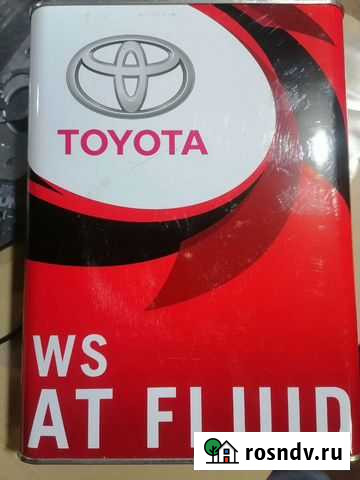 TOYOTA
WS
AT FLUID
rosndv.ru